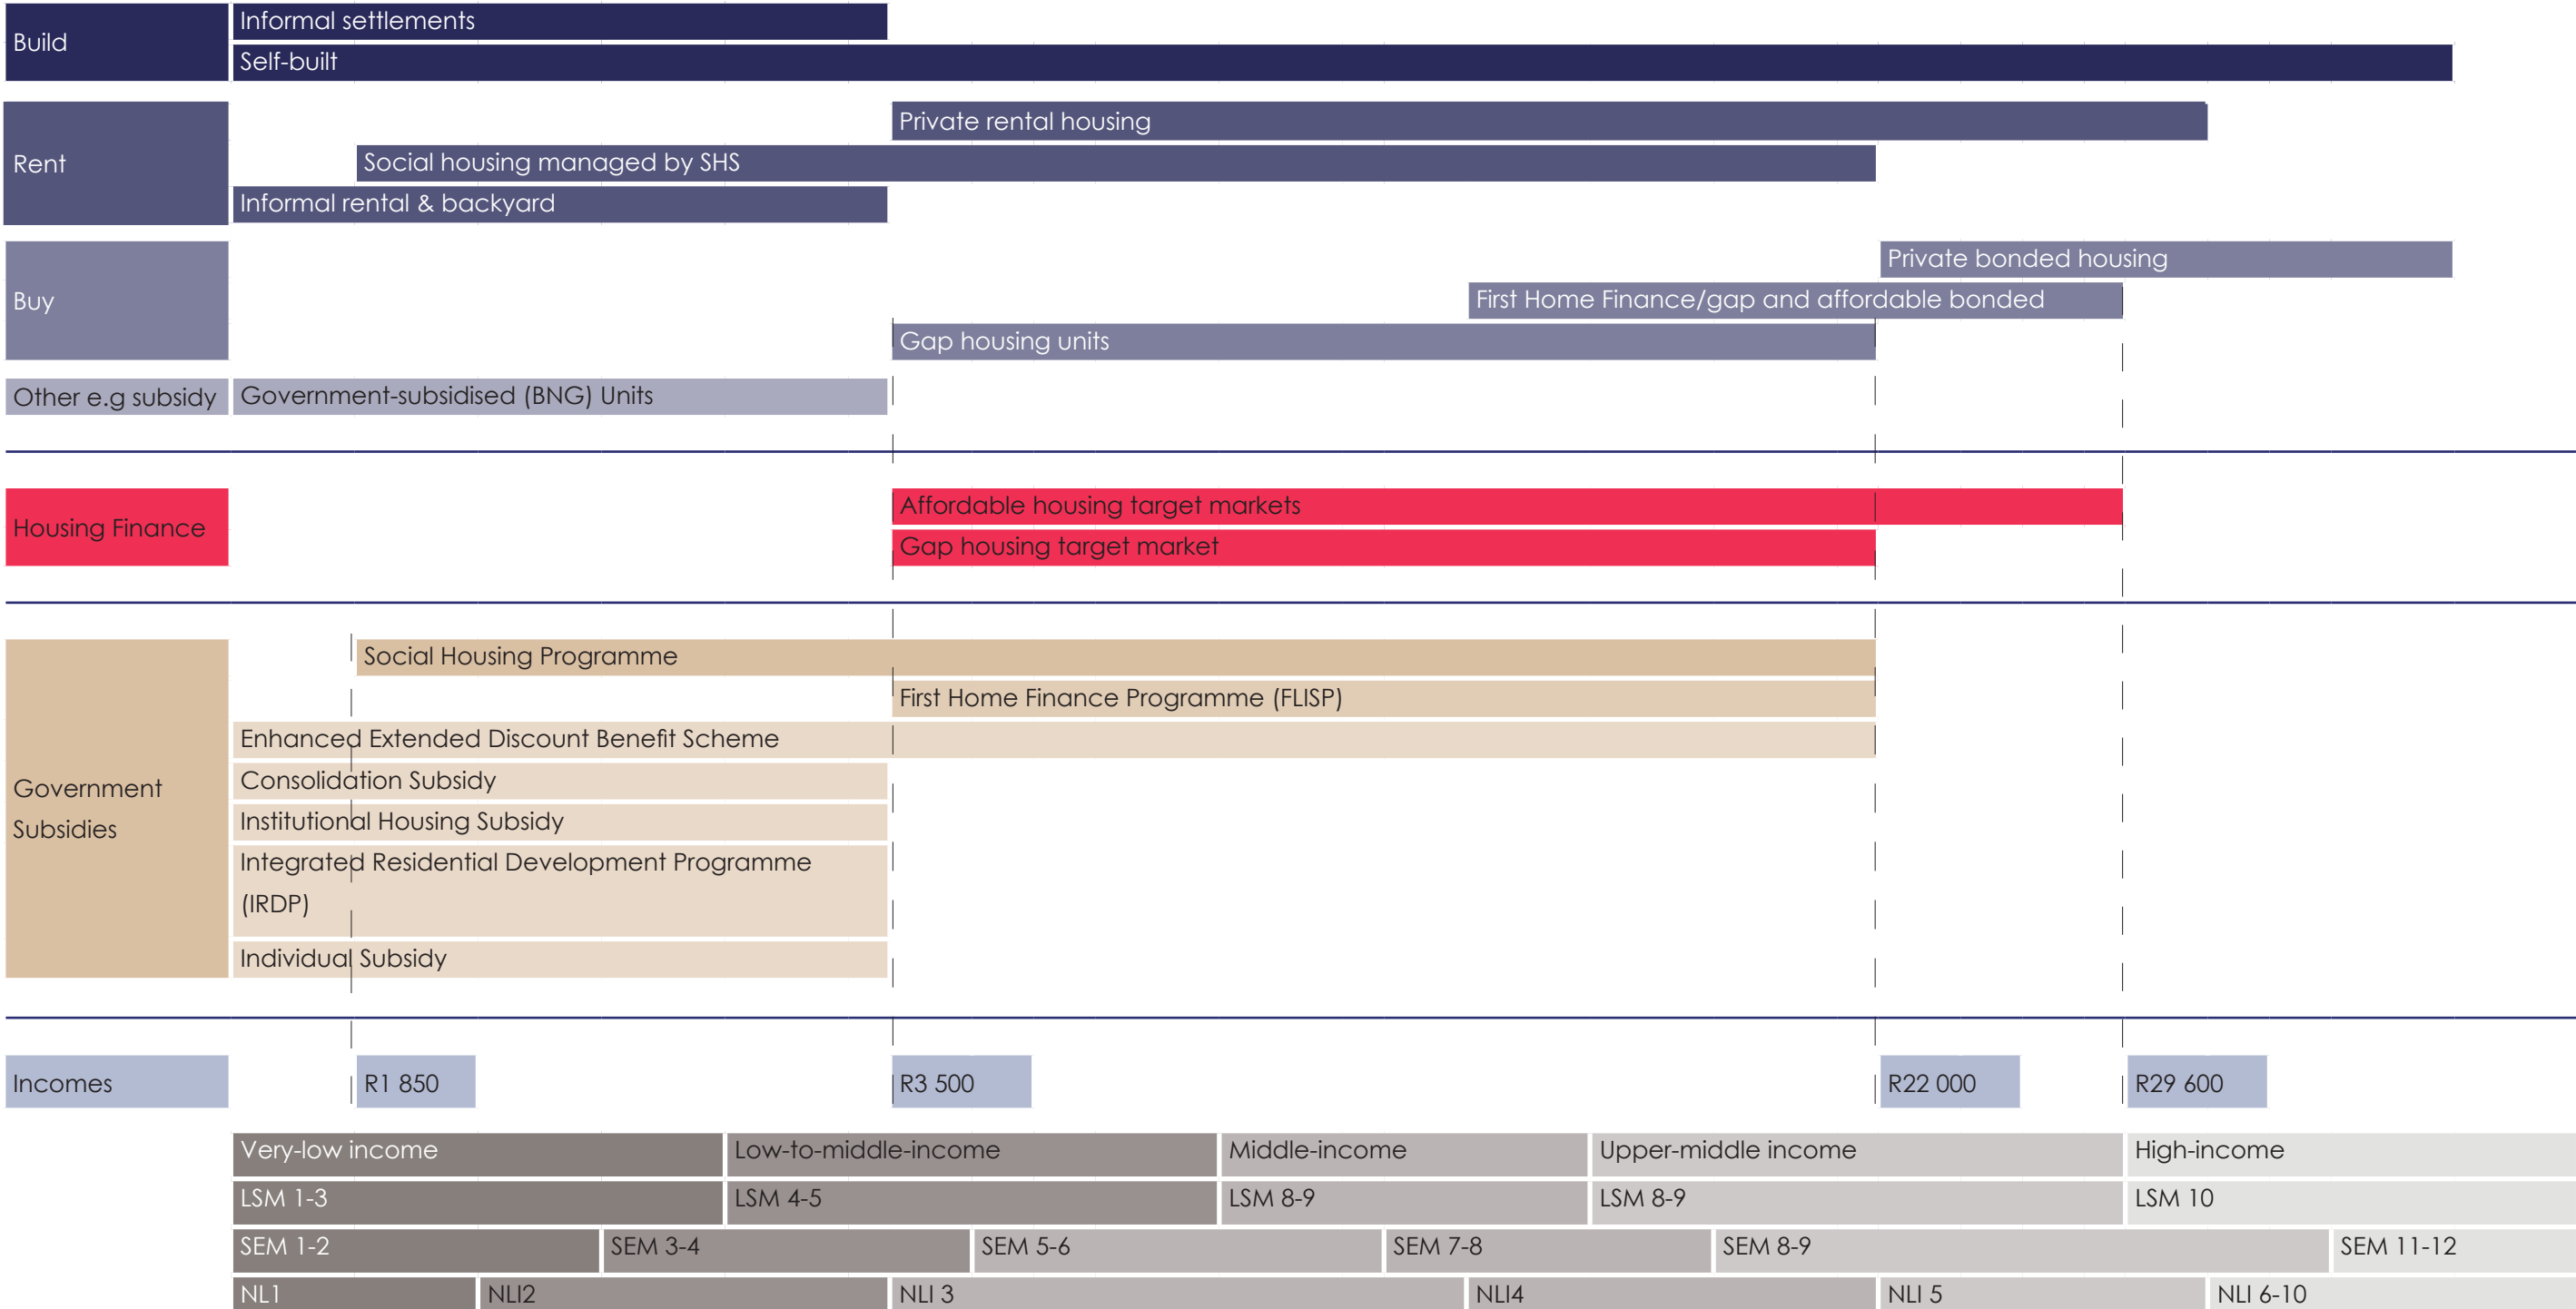 Build
Informal settlements
Self-built
Rent
Private rental housing
Social housing managed by SHS
Informal rental & backyard
Buy
Private bonded housing
First Home Finance/gap and affordable bonded
Gap housing units
Other e.g subsidy
Government-subsidised (BNG) Units
Housing Finance
Affordable housing target markets
Gap housing target market
Government
Subsidies
Social Housing Programme
First Home Finance Programme (FLISP)
Enhanced Extended Discount Benefit Scheme
Consolidation Subsidy
Institutional Housing Subsidy
Integrated Residential Development Programme
(IRDP)
Individual Subsidy
Incomes
R1 850
R3 500
R22 000
R29 600
Very-low income
Low-to-middle-income
Middle-income
Upper-middle income
High-income
LSM 1-3
LSM 4-5
LSM 8-9
LSM 8-9
LSM 10
SEM 1-2
SEM 3-4
SEM 5-6
SEM 7-8
SEM 8-9
SEM 11-12
NL1
NLI2
NLI 3
NLI4
NLI 5
NLI 6-10